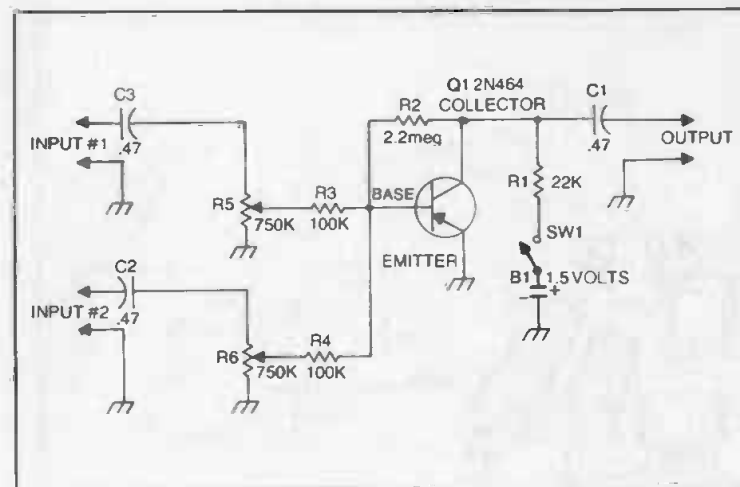 Q1 2N464
COLLECTOR
C3
.47
INPUT #1
R2
2.2meg
C1
.47
OUTPUT
R5
750K
R3
100K
BASE
R1
22K
EMITTER
SW1
B1
1.5 VOLTS
-
+
C2
.47
INPUT #2
R6
750K
R4
100K